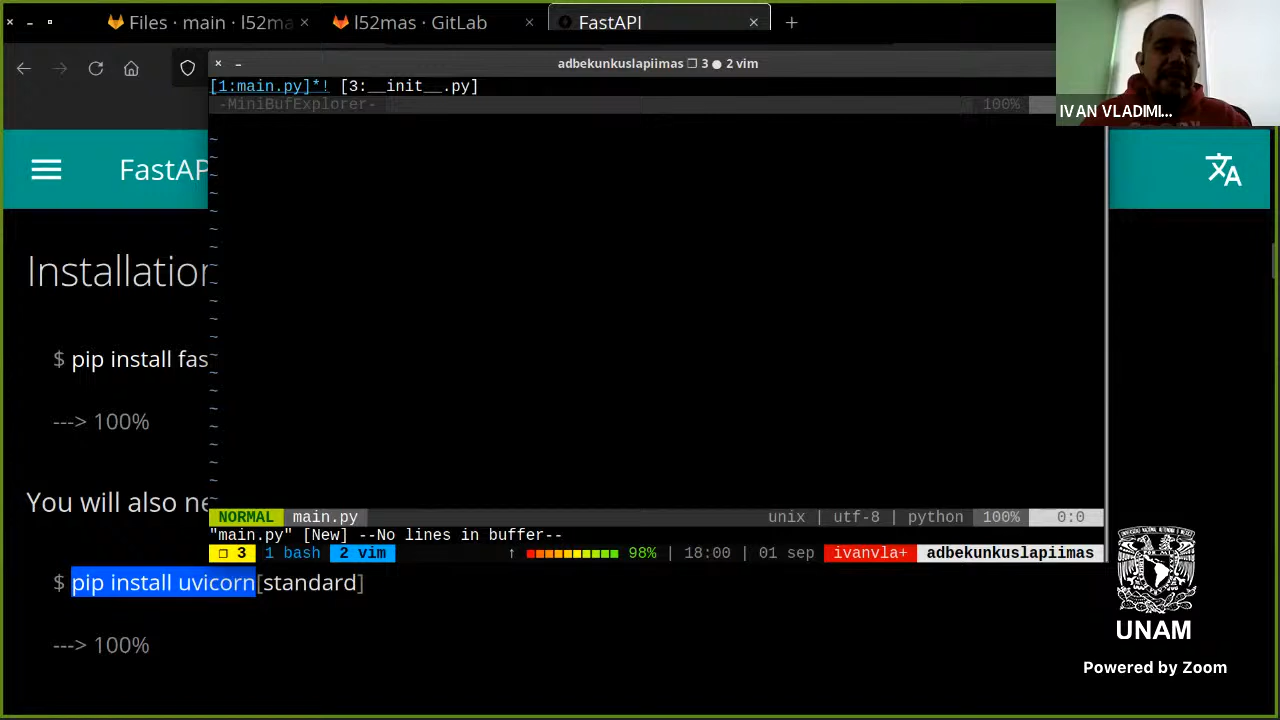 Files · main · l52ma
l52mas · GitLab
FastAPI
adbekunkuslapiimas ❐ 3 ● 2 vim
[1:main.py]*! [3:__init__.py]
-MiniBufExplorer- 100%
IVAN VLADIMI...
FastAP
Installation
$ pip install fas
---> 100%
You will also ne
NORMAL main.py unix | utf-8 | python 100% 0:0
"main.py" [New] --No lines in buffer--
❐ 3 1 bash 2 vim ↑ 98% | 18:00 | 01 sep ivanvla+ adbekunkuslapiimas
$ pip install uvicorn[standard]
---> 100%
UNAM
Powered by Zoom